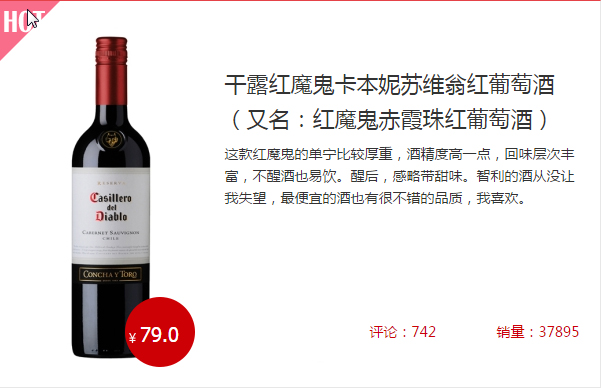 HOT
干露红魔鬼卡本妮苏维翁红葡萄酒
（又名：红魔鬼赤霞珠红葡萄酒）
这款红魔鬼的单宁比较厚重，酒精度高一点，回味层次丰
富，不醒酒也易饮。醒后，感略带甜味。智利的酒从没让
我失望，最便宜的酒也有很不错的品质，我喜欢。
Casillero
del
Diablo
CABERNET SAUVIGNON
CHILE
CONCHA Y TORO
¥ 79.0
评论：742
销量：37895